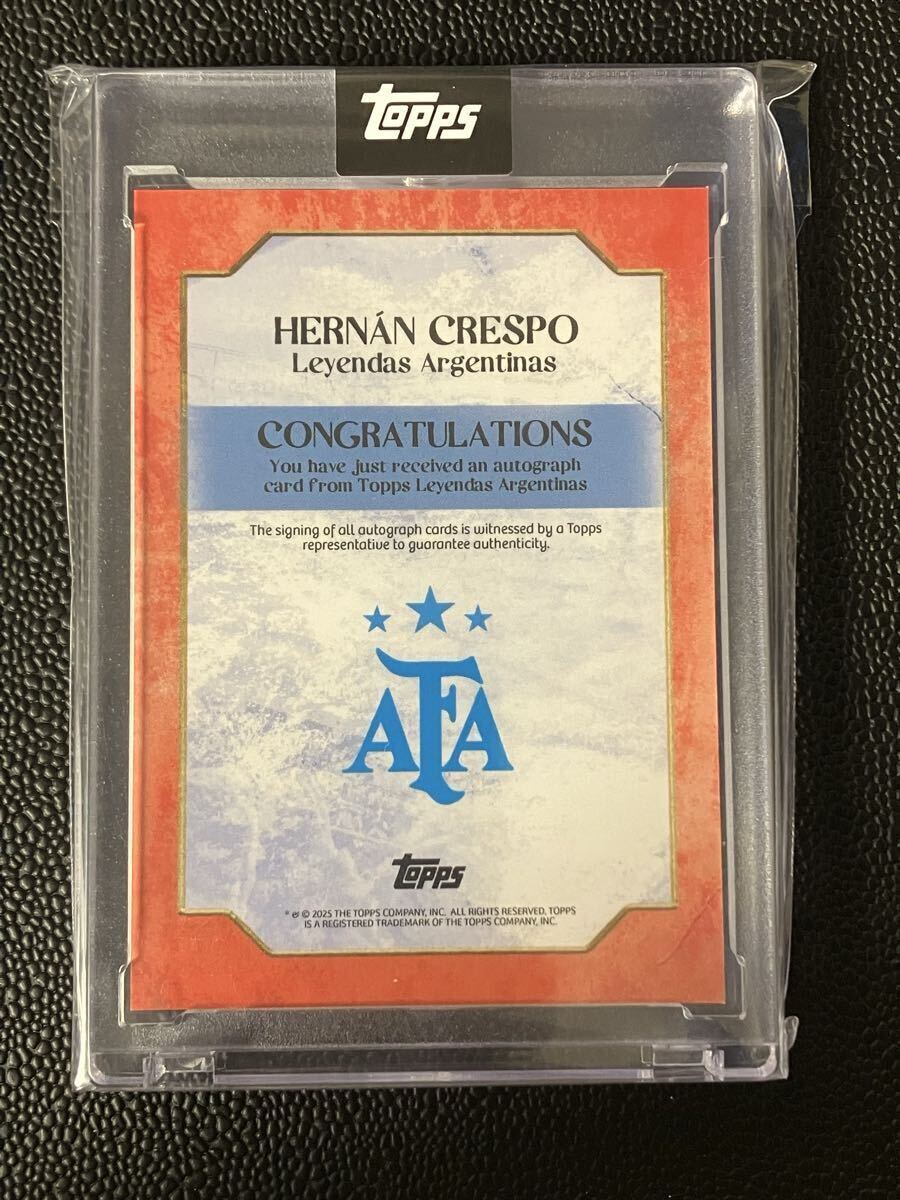 TOPPS
HERNÁN CRESPO
Leyendas Argentinas
CONGRATULATIONS
You have just received an autograph
card from Topps Leyendas Argentinas
The signing of all autograph cards is witnessed by a Topps
representative to guarantee authenticity.
AFA
TOPPS
* & © 2025 THE TOPPS COMPANY, INC. ALL RIGHTS RESERVED. TOPPS
IS A REGISTERED TRADEMARK OF THE TOPPS COMPANY, INC.